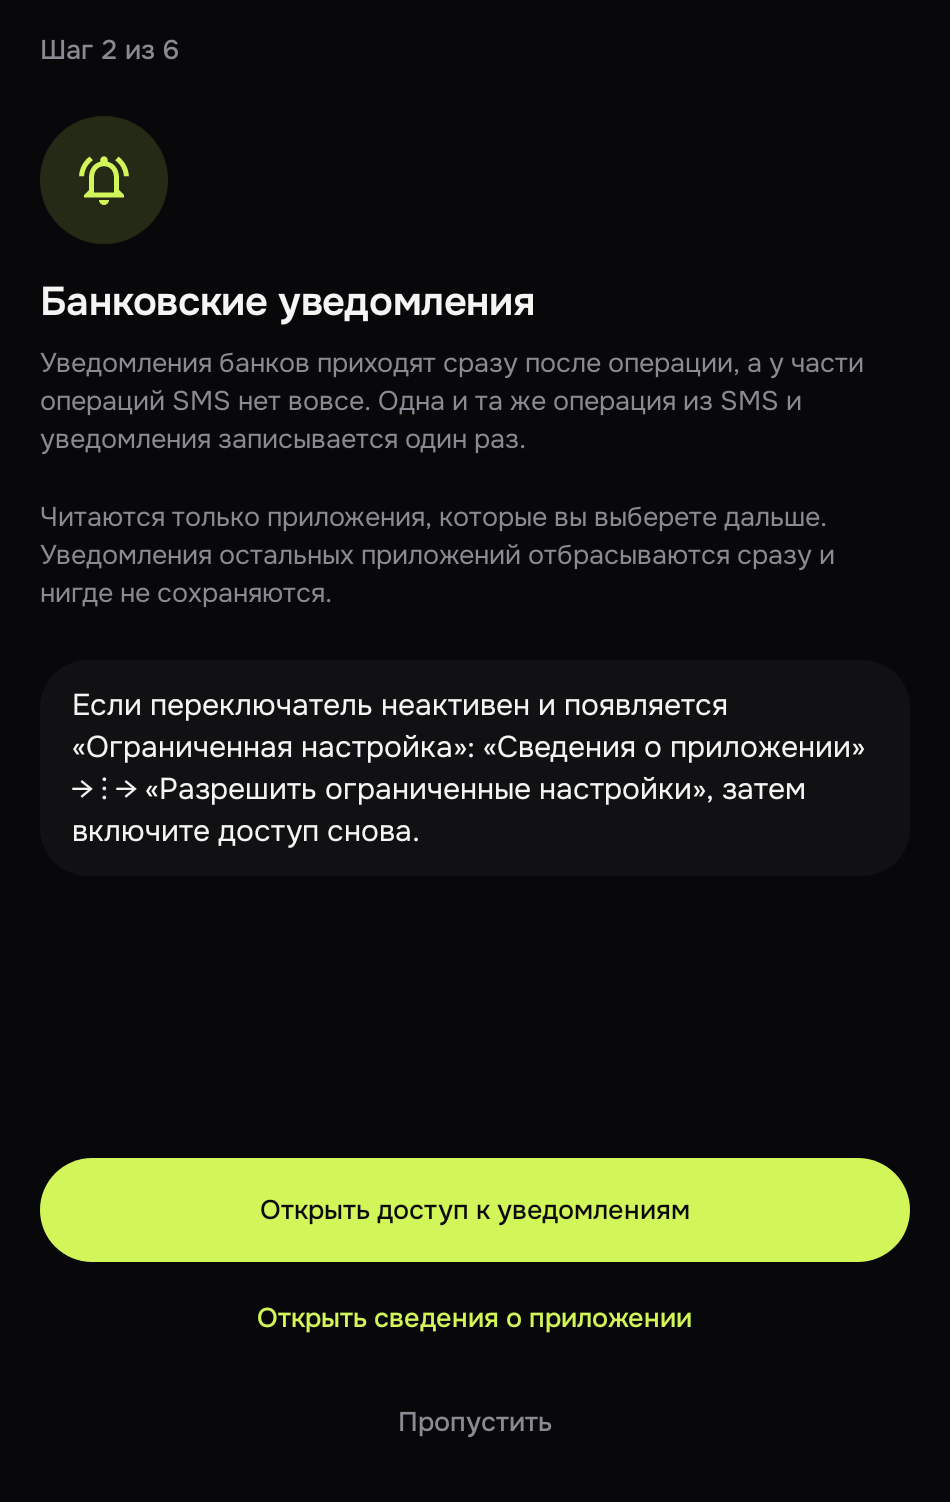 Шаг 2 из 6
Банковские уведомления
Уведомления банков приходят сразу после операции, а у части
операций SMS нет вовсе. Одна и та же операция из SMS и
уведомления записывается один раз.
Читаются только приложения, которые вы выберете дальше.
Уведомления остальных приложений отбрасываются сразу и
нигде не сохраняются.
Если переключатель неактивен и появляется
«Ограниченная настройка»: «Сведения о приложении»
→ ⋮ → «Разрешить ограниченные настройки», затем
включите доступ снова.
Открыть доступ к уведомлениям
Открыть сведения о приложении
Пропустить